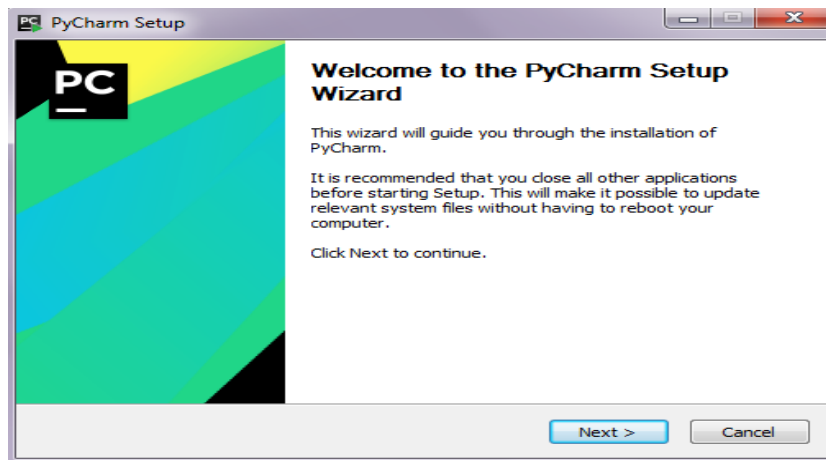 PyCharm Setup
PC
Welcome to the PyCharm Setup
Wizard
This wizard will guide you through the installation of
PyCharm.
It is recommended that you close all other applications
before starting Setup. This will make it possible to update
relevant system files without having to reboot your
computer.
Click Next to continue.
Next >
Cancel